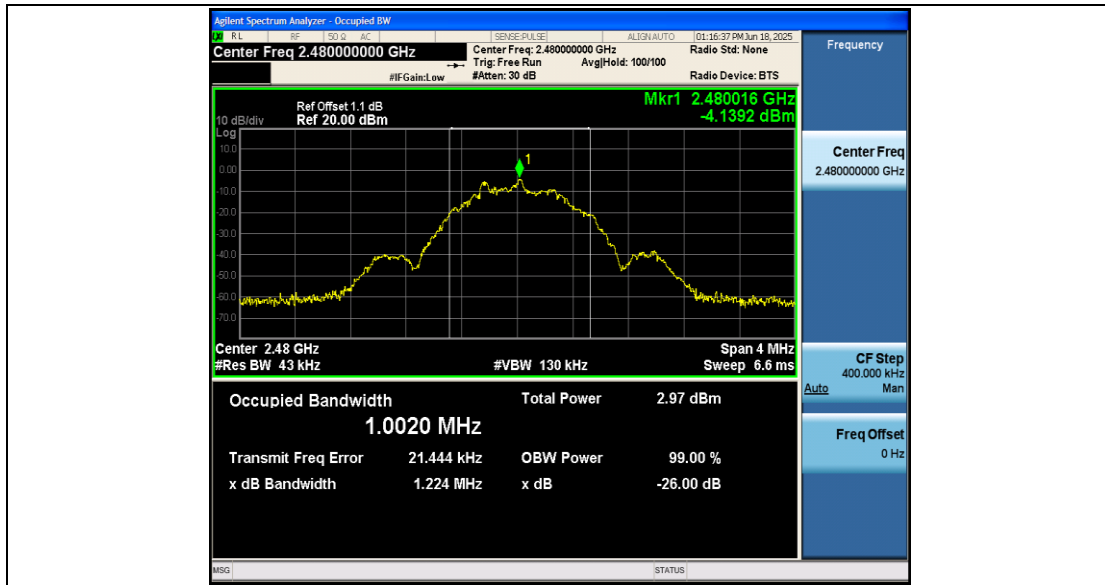 Agilent Spectrum Analyzer - Occupied BW
RL RF 50 Ω AC SENSE:PULSE ALIGN AUTO 01:16:37 PM Jun 18, 2025
Center Freq 2.480000000 GHz
Center Freq: 2.480000000 GHz Radio Std: None
Trig: Free Run Avg|Hold: 100/100
#IFGain:Low #Atten: 30 dB Radio Device: BTS
Frequency
Ref Offset 1.1 dB Mkr1 2.480016 GHz
10 dB/div Ref 20.00 dBm -4.1392 dBm
Log
10.0
0.00
-10.0
-20.0
-30.0
-40.0
-50.0
-60.0
-70.0
1
Center 2.48 GHz Span 4 MHz
#Res BW 43 kHz #VBW 130 kHz Sweep 6.6 ms
Center Freq
2.480000000 GHz
CF Step
400.000 kHz
Auto Man
Freq Offset
0 Hz
Occupied Bandwidth Total Power 2.97 dBm
1.0020 MHz
Transmit Freq Error 21.444 kHz OBW Power 99.00 %
x dB Bandwidth 1.224 MHz x dB -26.00 dB
MSG STATUS